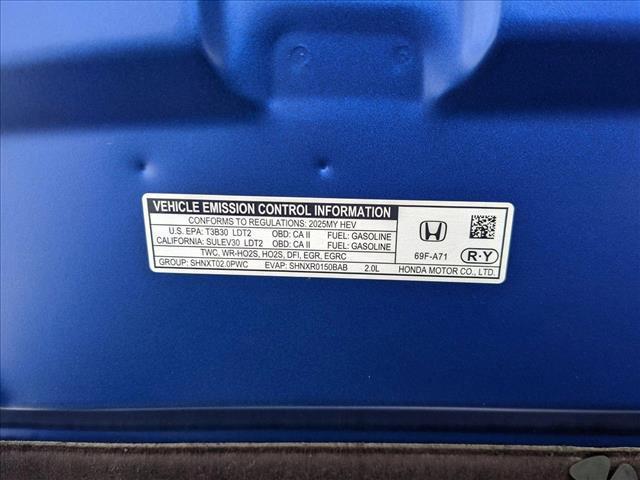 VEHICLE EMISSION CONTROL INFORMATION
CONFORMS TO REGULATIONS: 2025MY HEV
U.S. EPA: T3B30 LDT2 OBD: CA II FUEL: GASOLINE
CALIFORNIA: SULEV30 LDT2 OBD: CA II FUEL: GASOLINE
TWC, WR-HO2S, HO2S, DFI, EGR, EGRC
GROUP: SHNXT02.0PWC EVAP: SHNXR0150BAB 2.0L
69F-A71
R·Y
HONDA MOTOR CO., LTD.